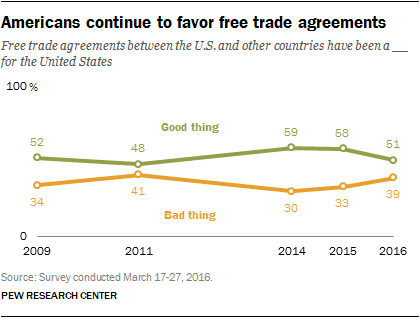 Americans continue to favor free trade agreements
Free trade agreements between the U.S. and other countries have been a __
for the United States
100 %
Good thing
52
48
59
58
51
34
41
30
33
39
Bad thing
0
2009
2011
2014
2015
2016
Source: Survey conducted March 17-27, 2016.
PEW RESEARCH CENTER